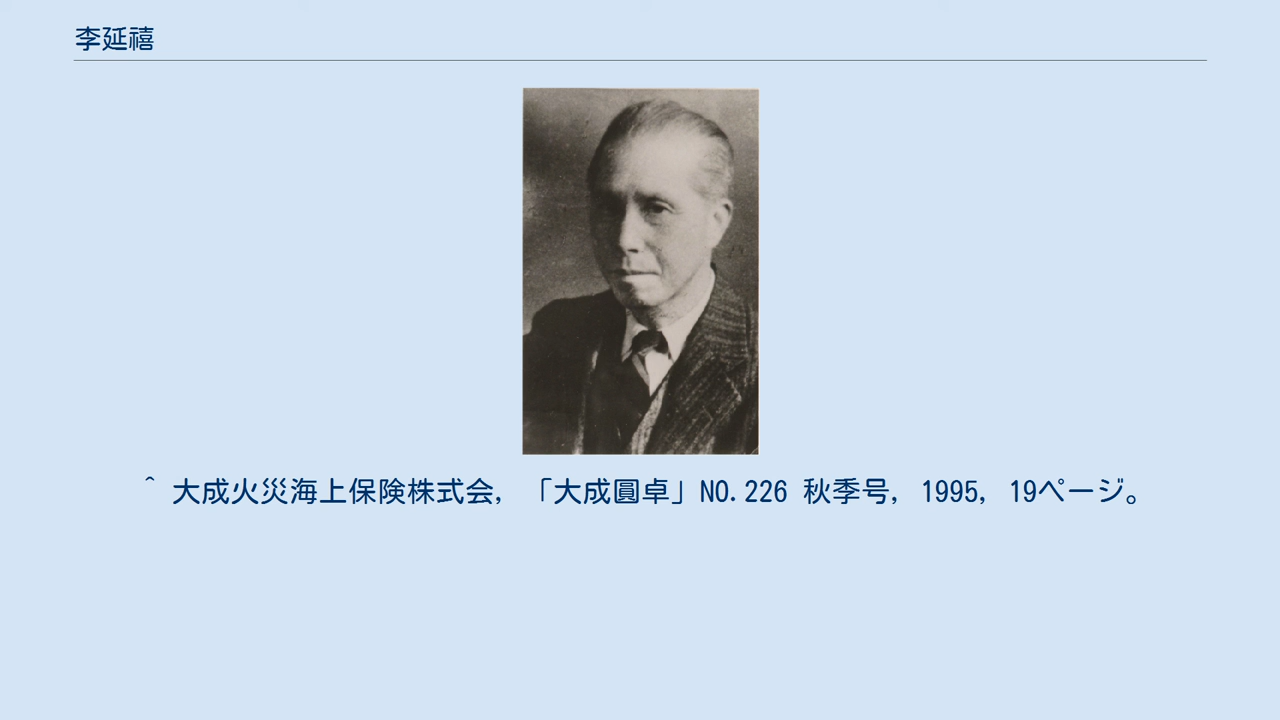 李延禧
^ 大成火災海上保険株式会, 「大成圓卓」NO.226 秋季号, 1995, 19ページ。